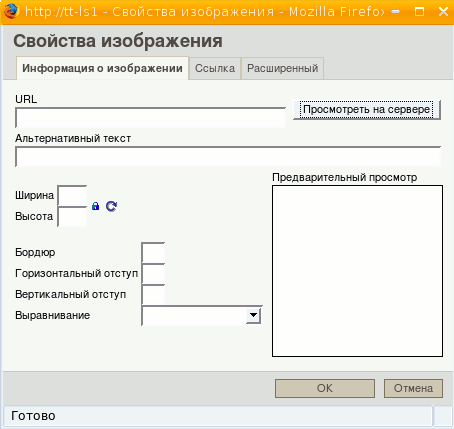 http://tt-ls1 - Свойства изображения - Mozilla Firefox
Свойства изображения
Информация о изображении Ссылка Расширенный
URL
Просмотреть на сервере
Альтернативный текст
Предварительный просмотр
Ширина
Высота
Бордюр
Горизонтальный отступ
Вертикальный отступ
Выравнивание
OK Отмена
Готово